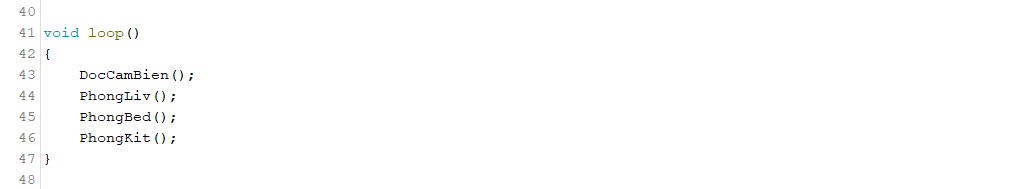 40
41 void loop()
42 {
43     DocCamBien();
44     PhongLiv();
45     PhongBed();
46     PhongKit();
47 }
48